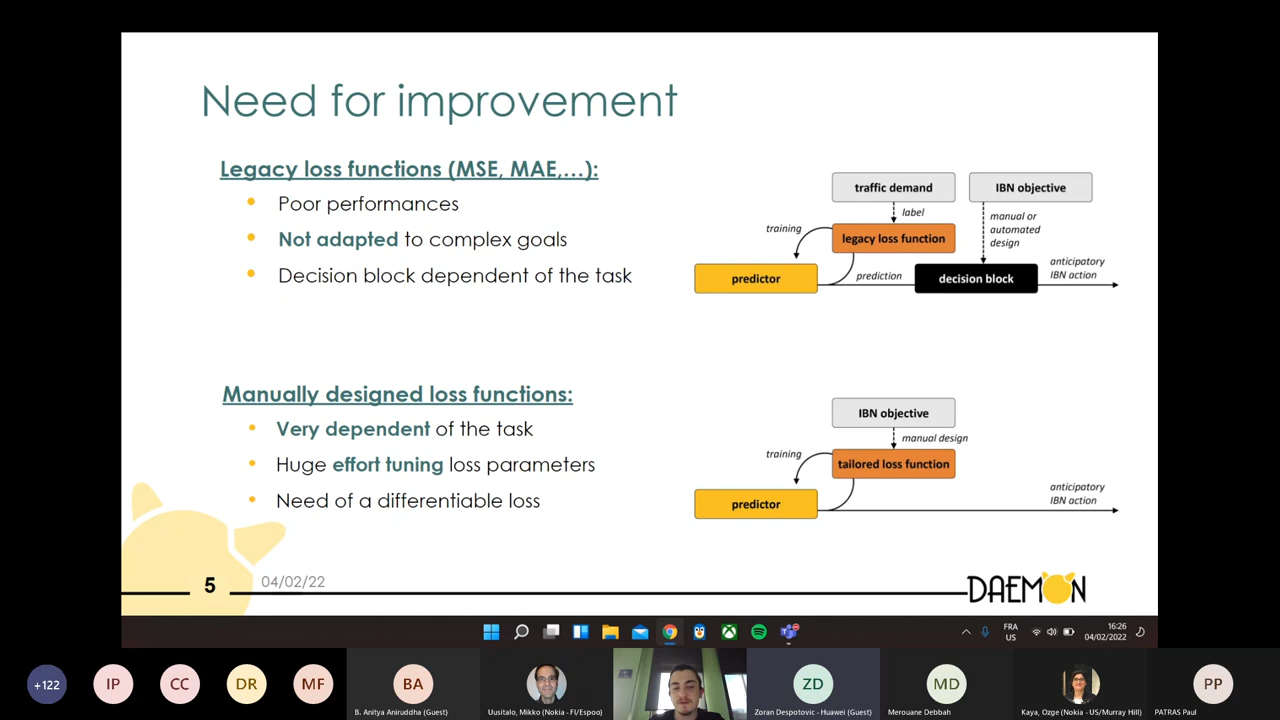 Need for improvement
Legacy loss functions (MSE, MAE,...):
Poor performances
Not adapted to complex goals
Decision block dependent of the task
traffic demand
IBN objective
label
manual or
automated
design
training
legacy loss function
predictor
prediction
decision block
anticipatory
IBN action
Manually designed loss functions:
Very dependent of the task
Huge effort tuning loss parameters
Need of a differentiable loss
IBN objective
manual design
training
tailored loss function
predictor
anticipatory
IBN action
5
04/02/22
DAEMON
FRA
US
16:26
04/02/2022
+122
IP
CC
DR
MF
BA
B. Anitya Aniruddha (Guest)
Uusitalo, Mikko (Nokia - FI/Espoo)
ZD
Zoran Despotovic - Huawei (Guest)
MD
Merouane Debbah
Kaya, Ozge (Nokia - US/Murray Hill)
PP
PATRAS Paul